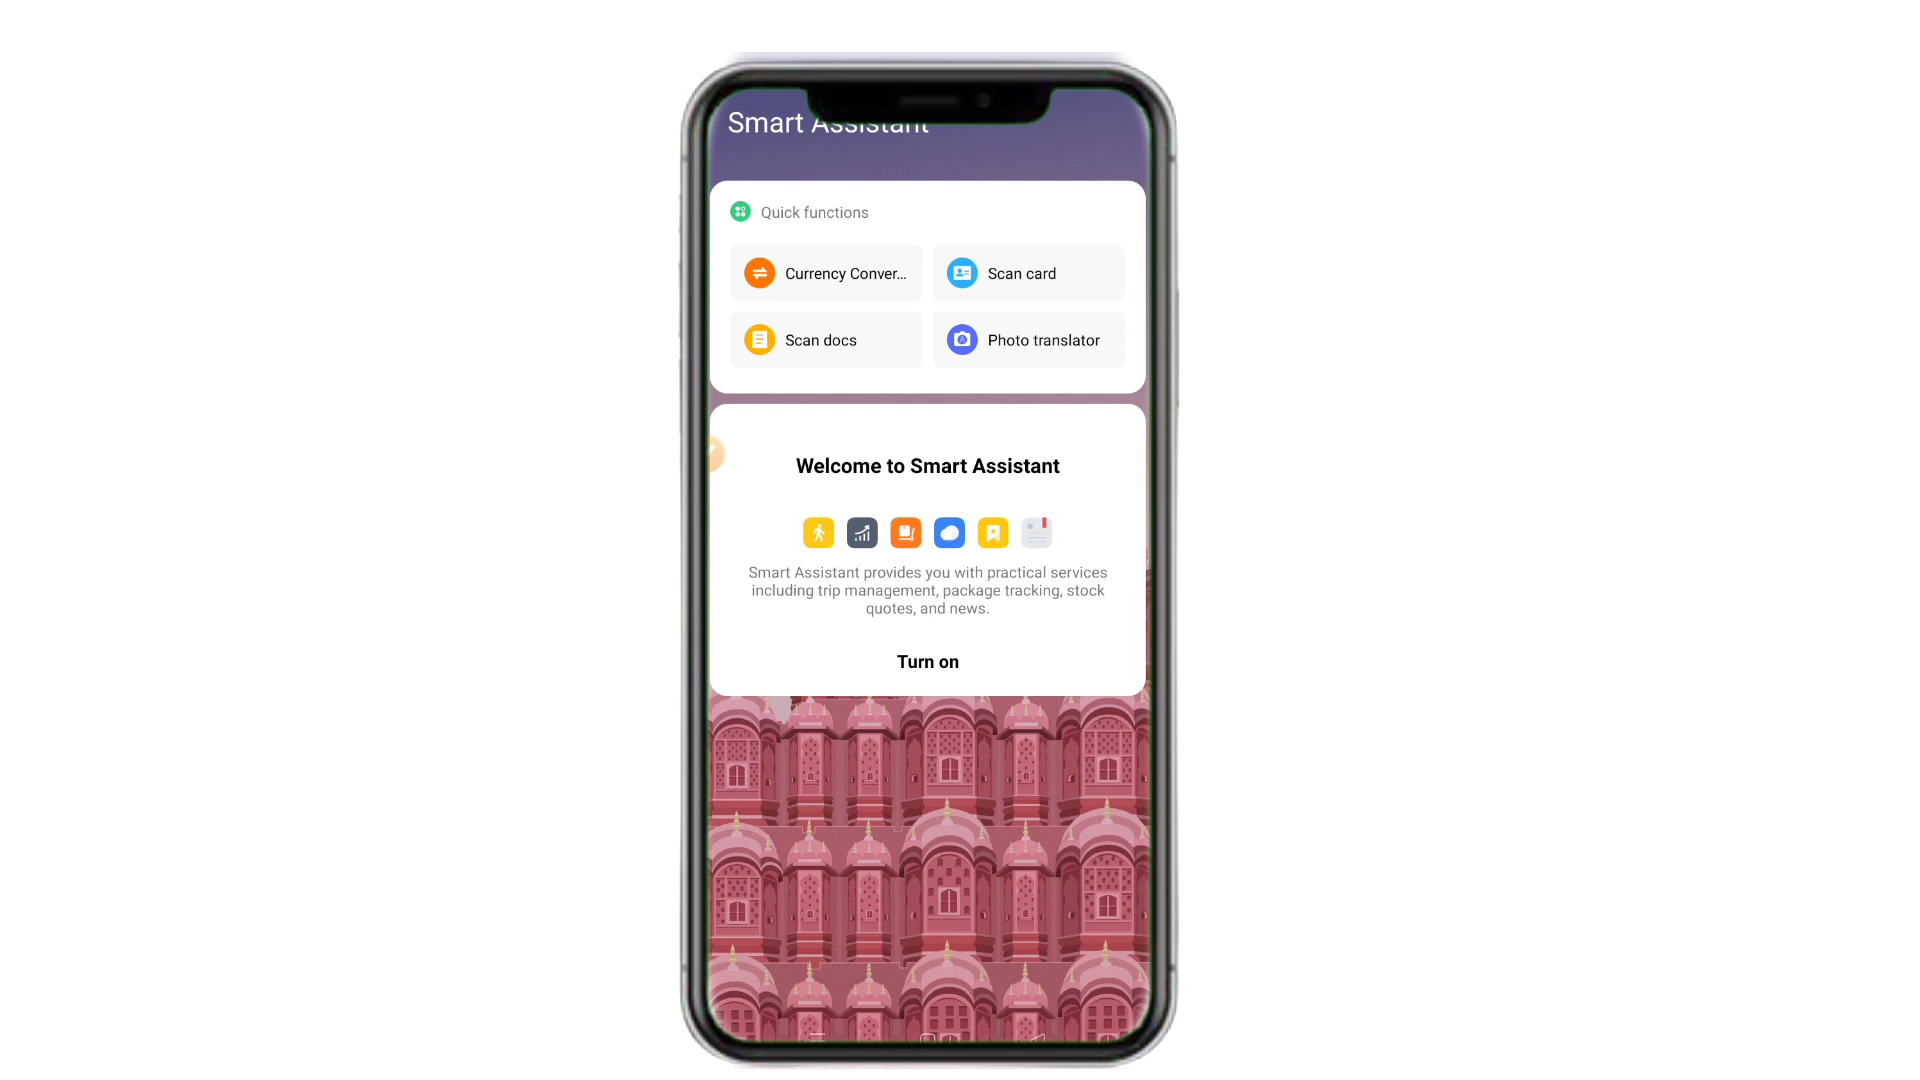 Smart Assistant
Quick functions
Currency Conver...
Scan card
Scan docs
Photo translator
Welcome to Smart Assistant
Smart Assistant provides you with practical services
including trip management, package tracking, stock
quotes, and news.
Turn on